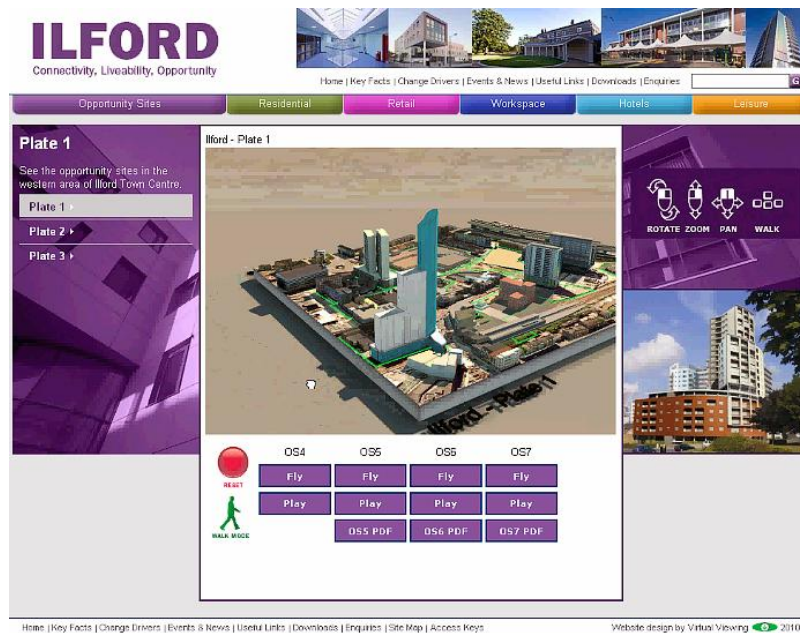 ILFORD
Connectivity, Liveability, Opportunity
Home | Key Facts | Change Drivers | Events & News | Useful Links | Downloads | Enquiries
G
Opportunity Sites Residential Retail Workspace Hotels Leisure
Plate 1
See the opportunity sites in the
western area of Ilford Town Centre.
Plate 1
Plate 2
Plate 3
Ilford - Plate 1
Ilford - Plate 1
ROTATE ZOOM PAN WALK
OS4 OS5 OS6 OS7
RESET
Fly Fly Fly Fly
Play Play Play Play
WALK MODE
OS5 PDF OS6 PDF OS7 PDF
Home | Key Facts | Change Drivers | Events & News | Useful Links | Downloads | Enquiries | Site Map | Access Keys
Website design by Virtual Viewing 2010